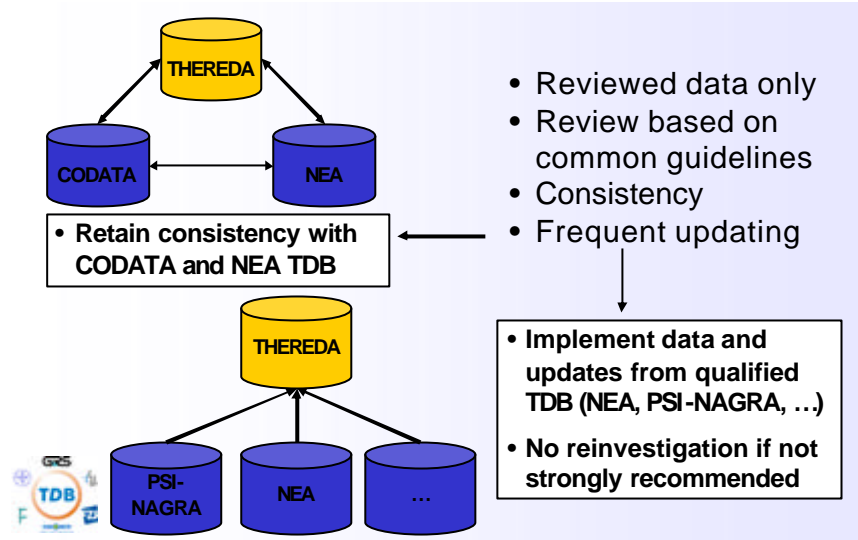 THEREDA
CODATA
NEA
• Retain consistency with
CODATA and NEA TDB
• Reviewed data only
• Review based on
common guidelines
• Consistency
• Frequent updating
THEREDA
PSI-
NAGRA
NEA
...
• Implement data and
updates from qualified
TDB (NEA, PSI-NAGRA, ...)
• No reinvestigation if not
strongly recommended
GRS
TDB